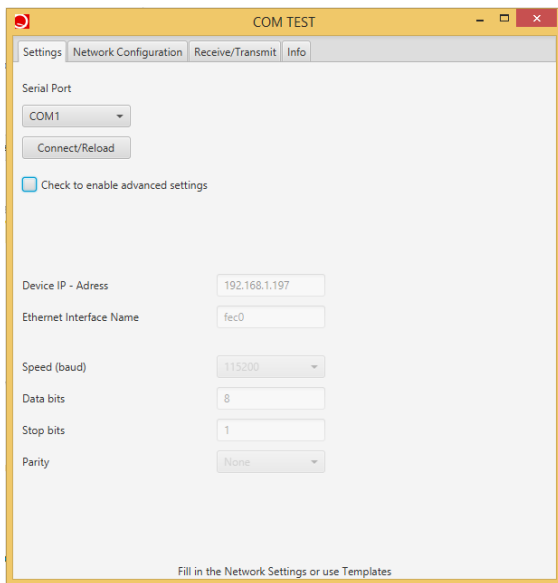 COM TEST
Settings Network Configuration Receive/Transmit Info
Serial Port
COM1
Connect/Reload
Check to enable advanced settings
Device IP - Adress 192.168.1.197
Ethernet Interface Name fec0
Speed (baud) 115200
Data bits 8
Stop bits 1
Parity None
Fill in the Network Settings or use Templates